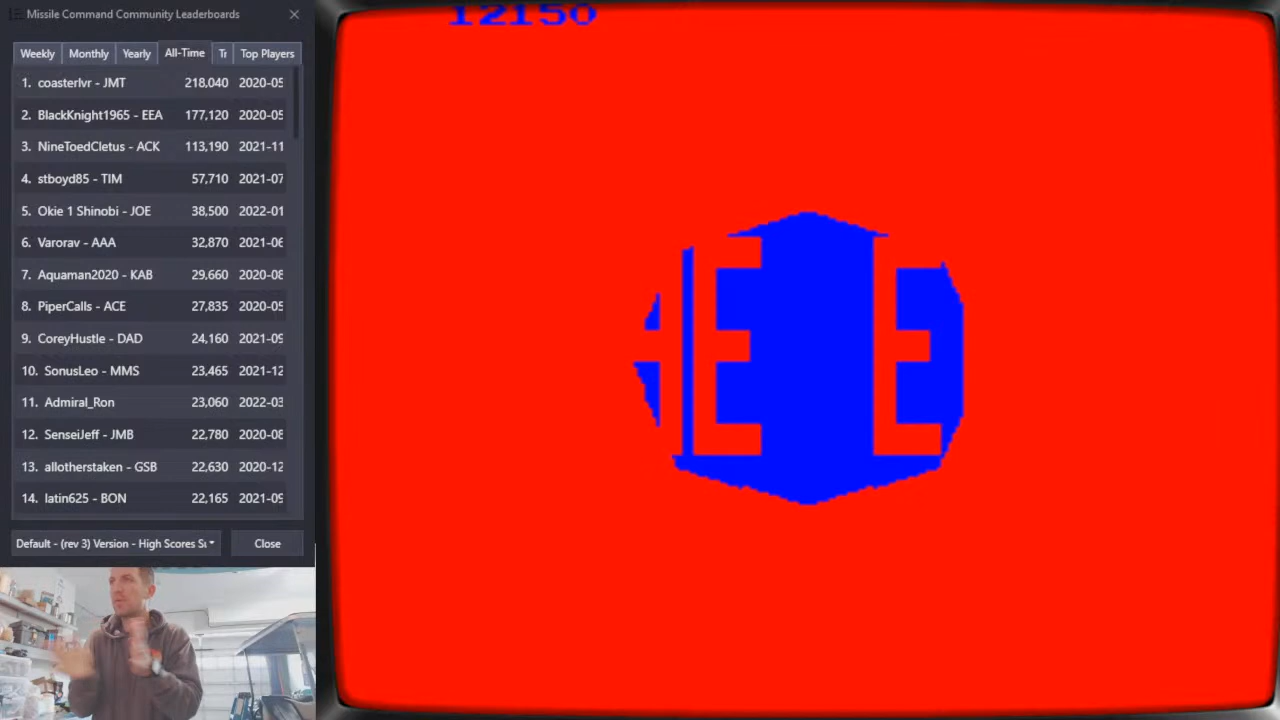 Missile Command Community Leaderboards
Weekly Monthly Yearly All-Time Tr Top Players
1. coasterlvr - JMT 218,040 2020-05
2. BlackKnight1965 - EEA 177,120 2020-05
3. NineToedCletus - ACK 113,190 2021-11
4. stboyd85 - TIM 57,710 2021-07
5. Okie 1 Shinobi - JOE 38,500 2022-01
6. - AAA 32,870 2021-06
7. Aquaman2020 - KAB 29,660 2020-08
8. PiperCalls - ACE 27,835 2020-05
9. CoreyHustle - DAD 26,160 2021-09
10. SonusLeo - MMS 23,465 2021-12
11. Admiral_Ron 23,060 2022-03
12. SenseiJeff - JMB 22,780 2020-08
13. allotherstaken - GSB 22,630 2020-12
14. latin625 - BON 22,165 2021-09
Default - (rev 3) Version - High Scores Close
12150
E E